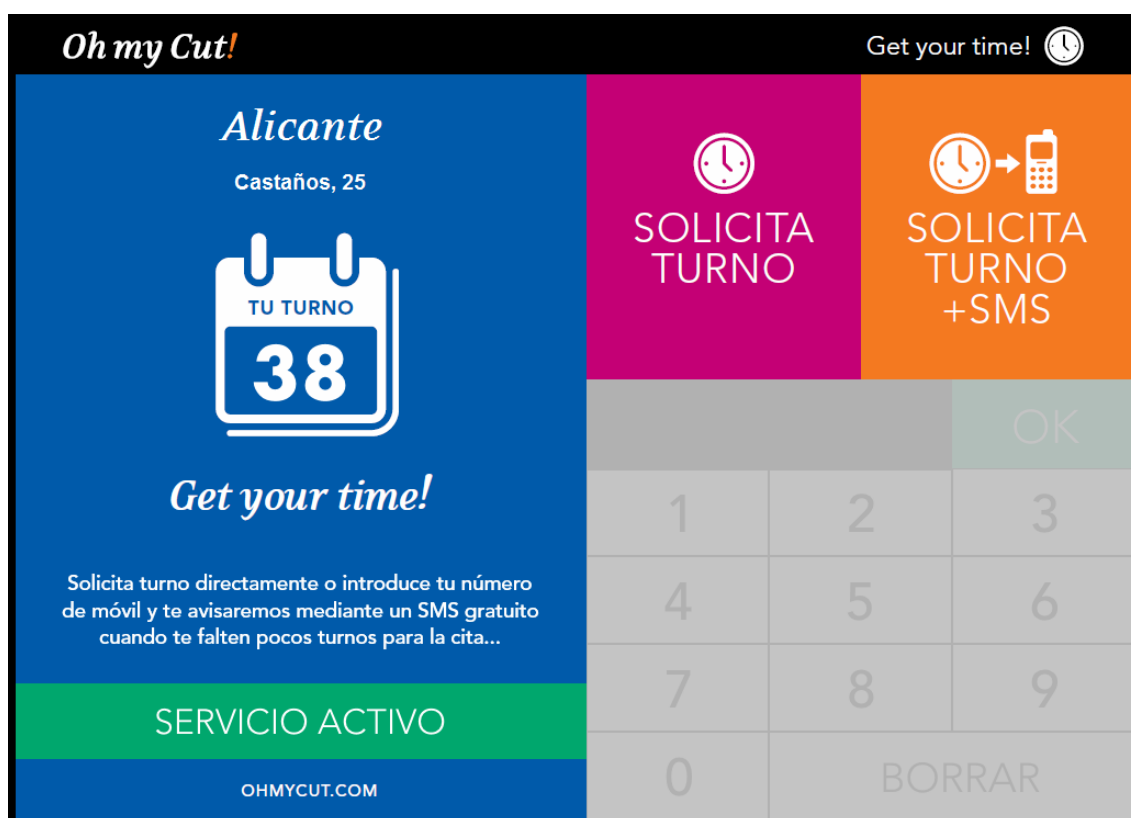 Oh my Cut!
Get your time!
Alicante
Castaños, 25
TU TURNO
38
Get your time!
Solicita turno directamente o introduce tu número
de móvil y te avisaremos mediante un SMS gratuito
cuando te falten pocos turnos para la cita...
SERVICIO ACTIVO
OHMYCUT.COM
SOLICITA
TURNO
SOLICITA
TURNO
+SMS
OK
1 2 3
4 5 6
7 8 9
0 BORRAR